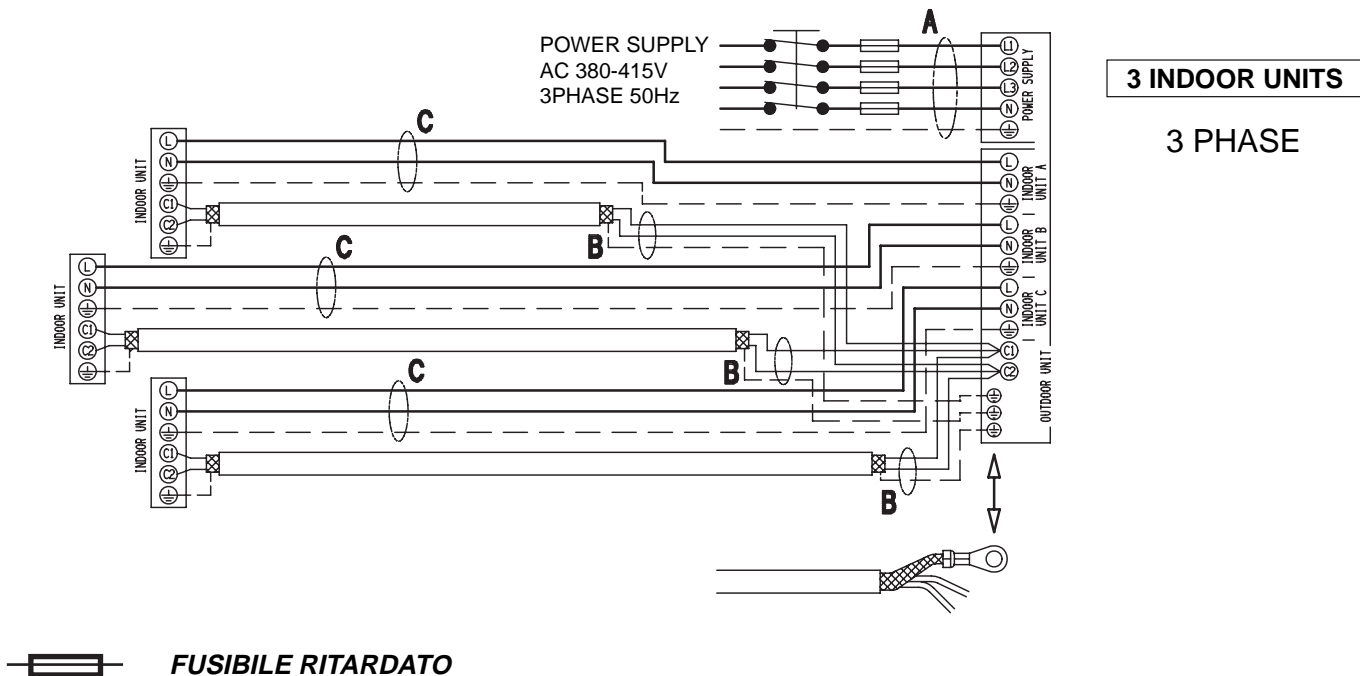 A
POWER SUPPLY
AC 380-415V
3PHASE 50Hz
L1
L2
L3
N
POWER SUPPLY
3 INDOOR UNITS
3 PHASE
C
INDOOR UNIT
L
N
C1
C2
B
L
N
INDOOR
UNIT A
L
N
INDOOR
UNIT B
L
N
INDOOR
UNIT C
C1
C2
OUTDOOR UNIT
C
INDOOR UNIT
L
N
C1
C2
B
C
INDOOR UNIT
L
N
C1
C2
B
FUSIBILE RITARDATO